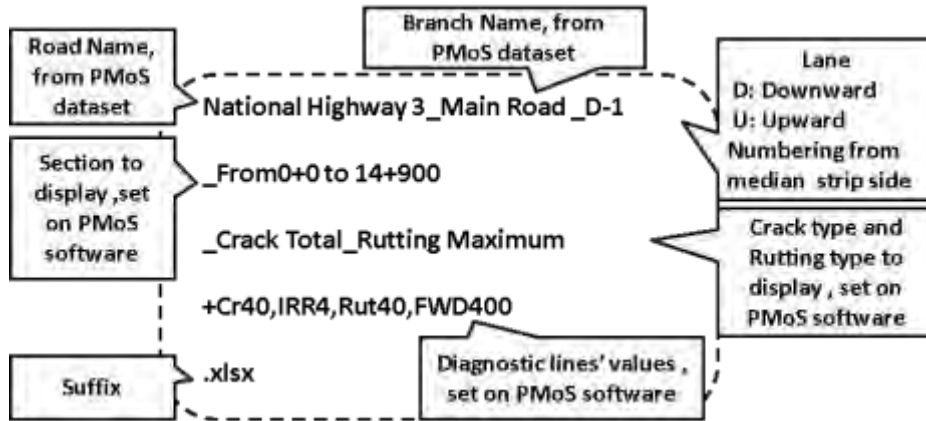 Road Name,
from PMoS
dataset
Branch Name, from
PMoS dataset
Lane
D: Downward
U: Upward
Numbering from
median strip side
National Highway 3_Main Road _D-1
Section to
display ,set
on PMoS
software
_From0+0 to 14+900
_Crack Total_Rutting Maximum
Crack type and
Rutting type to
display , set on
PMoS software
+Cr40,IRR4,Rut40,FWD400
Diagnostic lines' values ,
set on PMoS software
Suffix
.xlsx